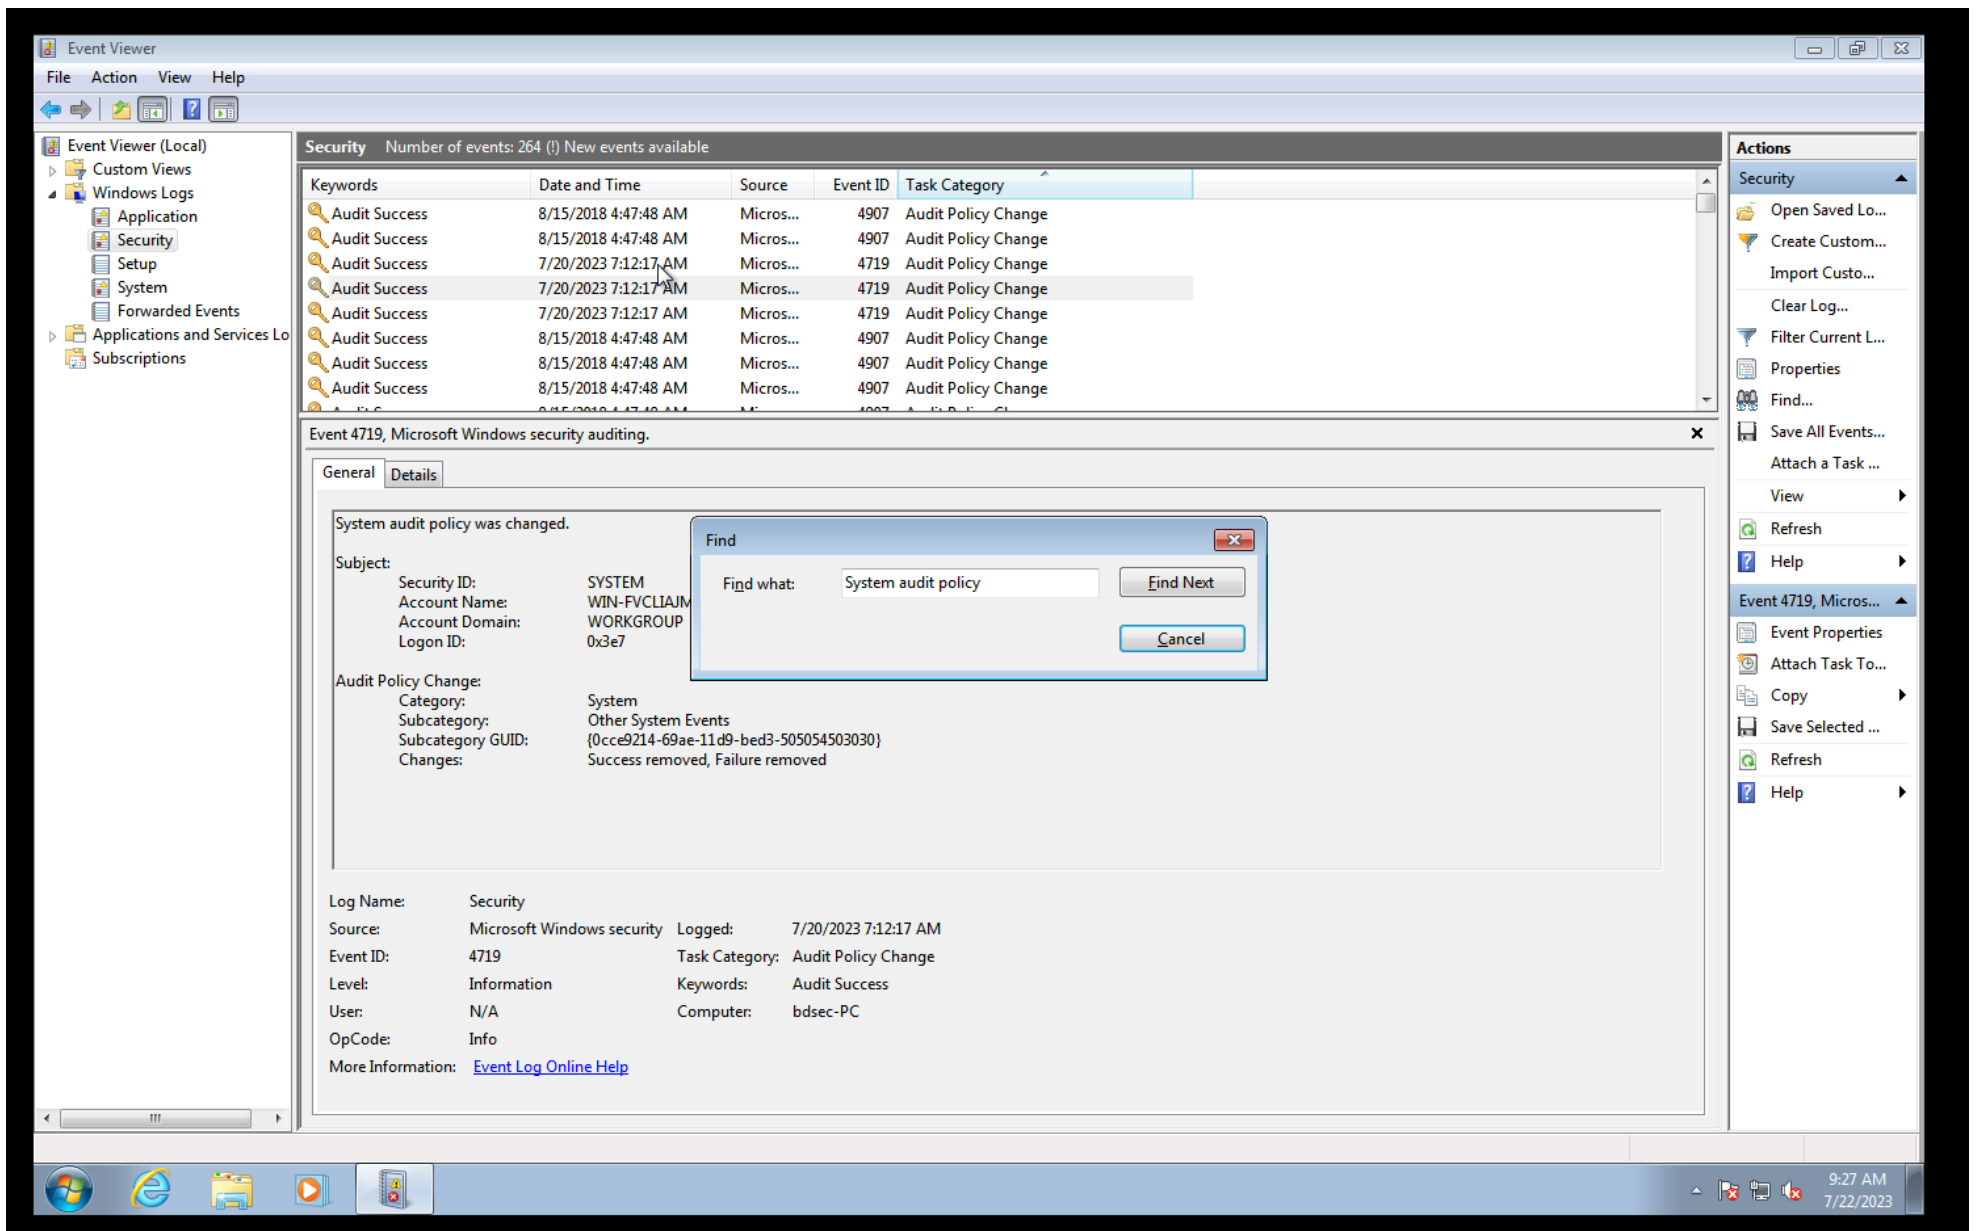 Event Viewer
File Action View Help
Event Viewer (Local)
Custom Views
Windows Logs
Application
Security
Setup
System
Forwarded Events
Applications and Services Lo
Subscriptions
Security Number of events: 264 (!) New events available
Keywords Date and Time Source Event ID Task Category
Audit Success 8/15/2018 4:47:48 AM Micros... 4907 Audit Policy Change
Audit Success 8/15/2018 4:47:48 AM Micros... 4907 Audit Policy Change
Audit Success 7/20/2023 7:12:17 AM Micros... 4719 Audit Policy Change
Audit Success 7/20/2023 7:12:17 AM Micros... 4719 Audit Policy Change
Audit Success 7/20/2023 7:12:17 AM Micros... 4719 Audit Policy Change
Audit Success 8/15/2018 4:47:48 AM Micros... 4907 Audit Policy Change
Audit Success 8/15/2018 4:47:48 AM Micros... 4907 Audit Policy Change
Audit Success 8/15/2018 4:47:48 AM Micros... 4907 Audit Policy Change
Event 4719, Microsoft Windows security auditing.
General Details
System audit policy was changed.
Subject:
Security ID: SYSTEM
Account Name: WIN-FVCLIAJM
Account Domain: WORKGROUP
Logon ID: 0x3e7
Audit Policy Change:
Category: System
Subcategory: Other System Events
Subcategory GUID: {0cce9214-69ae-11d9-bed3-505054503030}
Changes: Success removed, Failure removed
Find
Find what: System audit policy Find Next
Cancel
Log Name: Security
Source: Microsoft Windows security Logged: 7/20/2023 7:12:17 AM
Event ID: 4719 Task Category: Audit Policy Change
Level: Information Keywords: Audit Success
User: N/A Computer: bdsec-PC
OpCode: Info
More Information: Event Log Online Help
Actions
Security
Open Saved Lo...
Create Custom...
Import Custo...
Clear Log...
Filter Current L...
Properties
Find...
Save All Events...
Attach a Task ...
View
Refresh
Help
Event 4719, Micros...
Event Properties
Attach Task To...
Copy
Save Selected ...
Refresh
Help
9:27 AM
7/22/2023